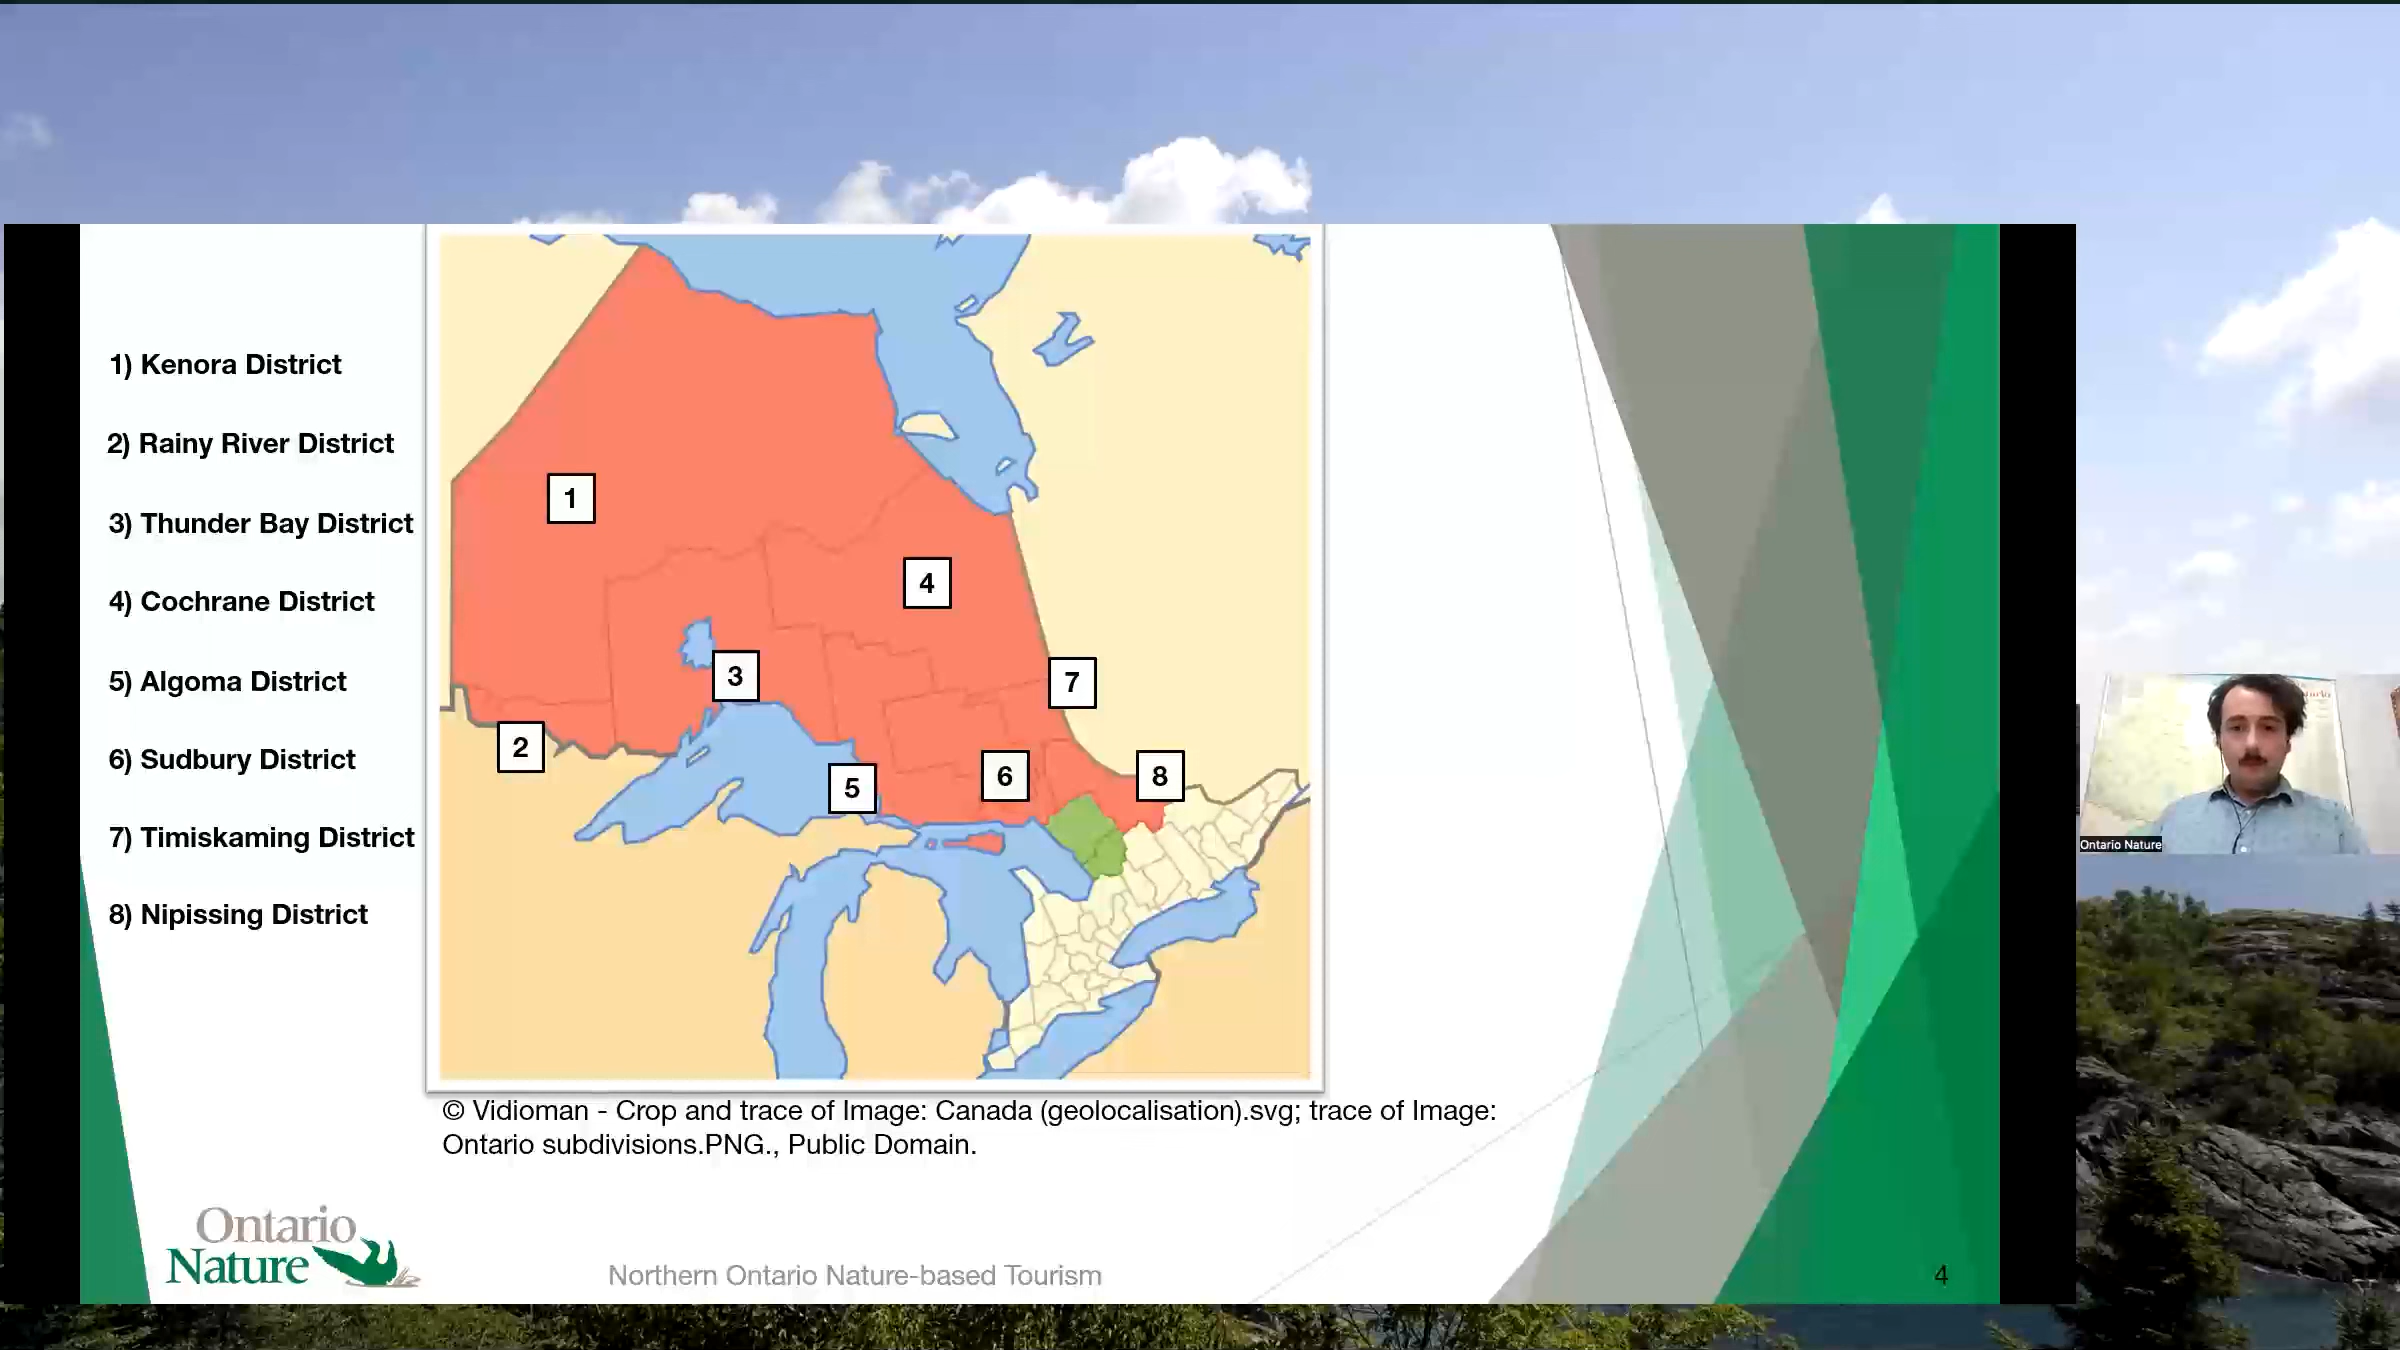 1) Kenora District
2) Rainy River District
3) Thunder Bay District
4) Cochrane District
5) Algoma District
6) Sudbury District
7) Timiskaming District
8) Nipissing District
1
4
3
7
2
5
6
8
© Vidioman - Crop and trace of Image: Canada (geolocalisation).svg; trace of Image:
Ontario subdivisions.PNG., Public Domain.
Ontario
Nature
Northern Ontario Nature-based Tourism
4
Ontario Nature